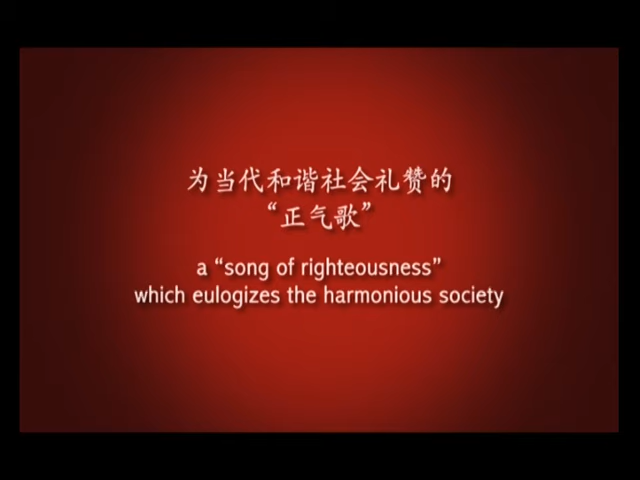 为当代和谐社会礼赞的
“正气歌”
a “song of righteousness”
which eulogizes the harmonious society